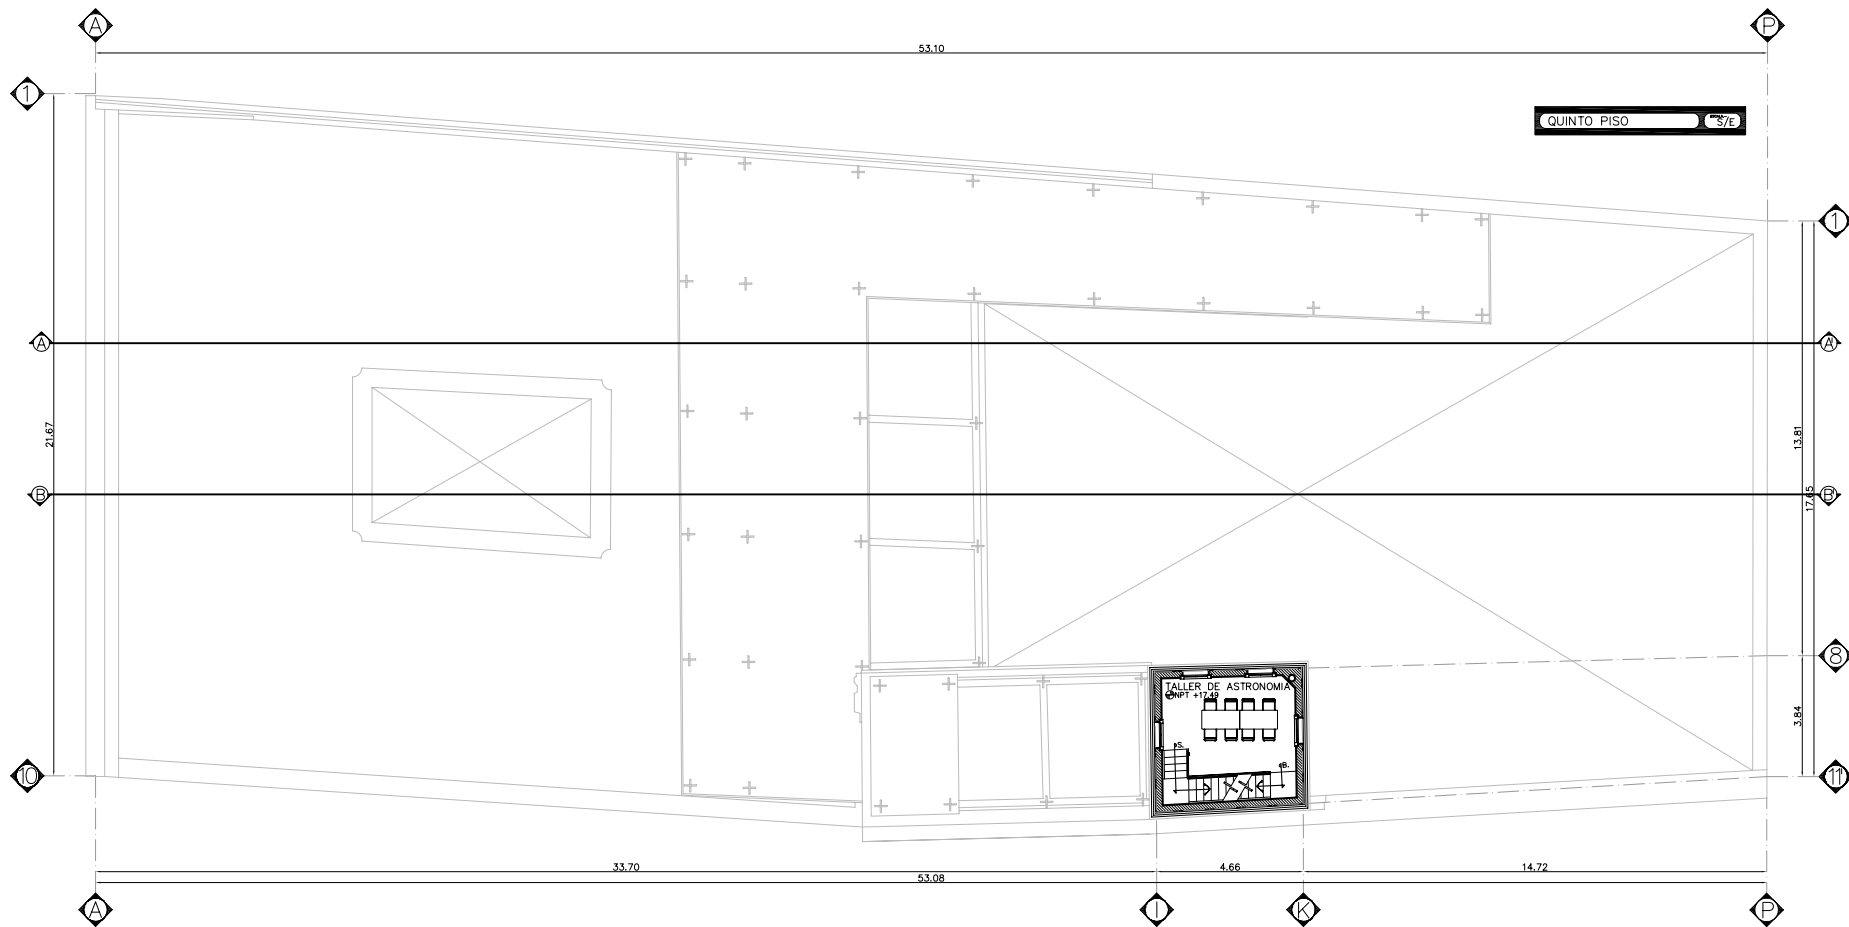 A
P
53.10
1
QUINTO PISO
S/E
1
A
A'
21.67
13.81
B
17.65
B'
8
TALLER DE ASTRONOMIA
NPT +17.49
3.84
S.
B.
10
11'
33.70
4.66
14.72
53.08
A
I
K
P